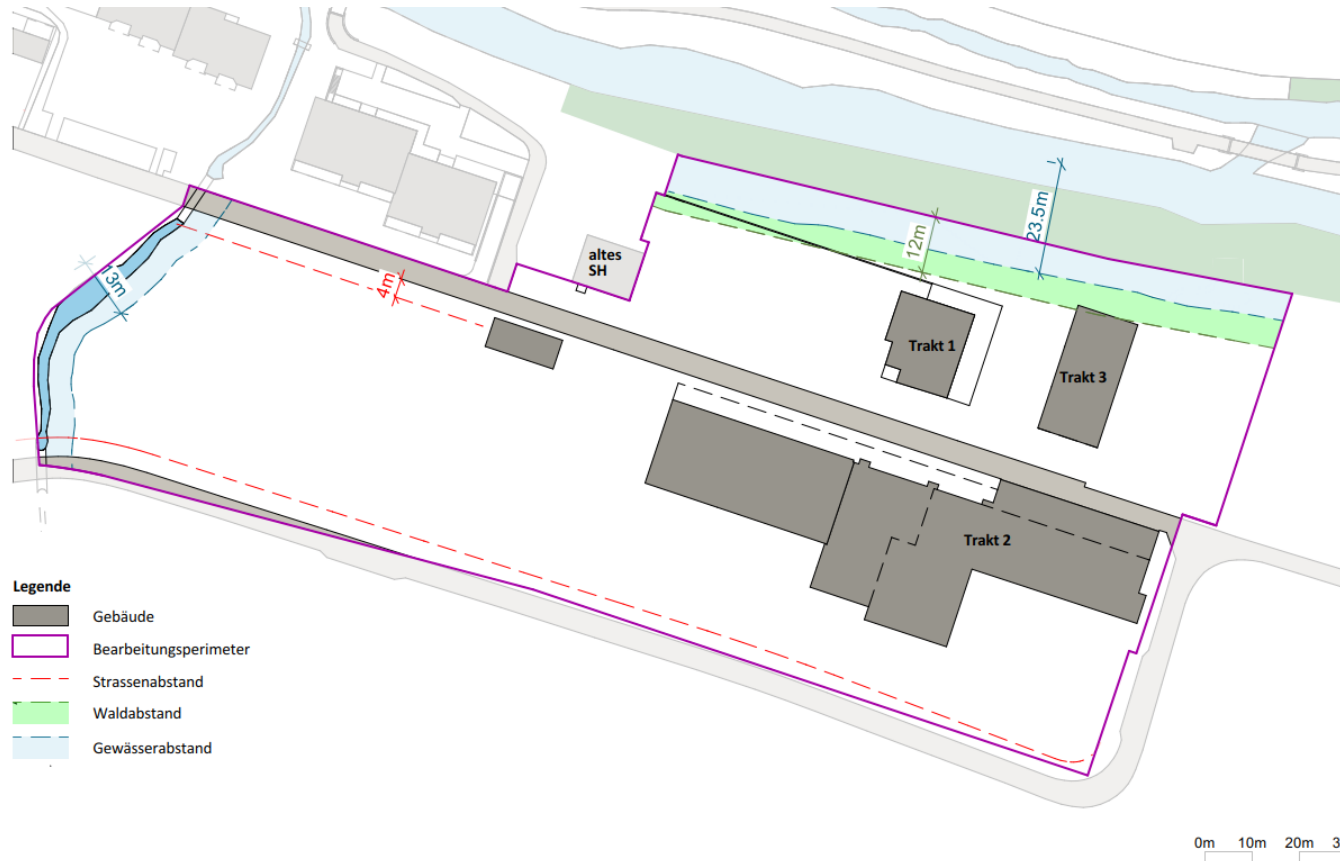 altes
SH
23.5m
12m
13m
4m
Trakt 1
Trakt 3
Trakt 2
Legende
Gebäude
Bearbeitungsperimeter
Strassenabstand
Waldabstand
Gewässerabstand
0m 10m 20m